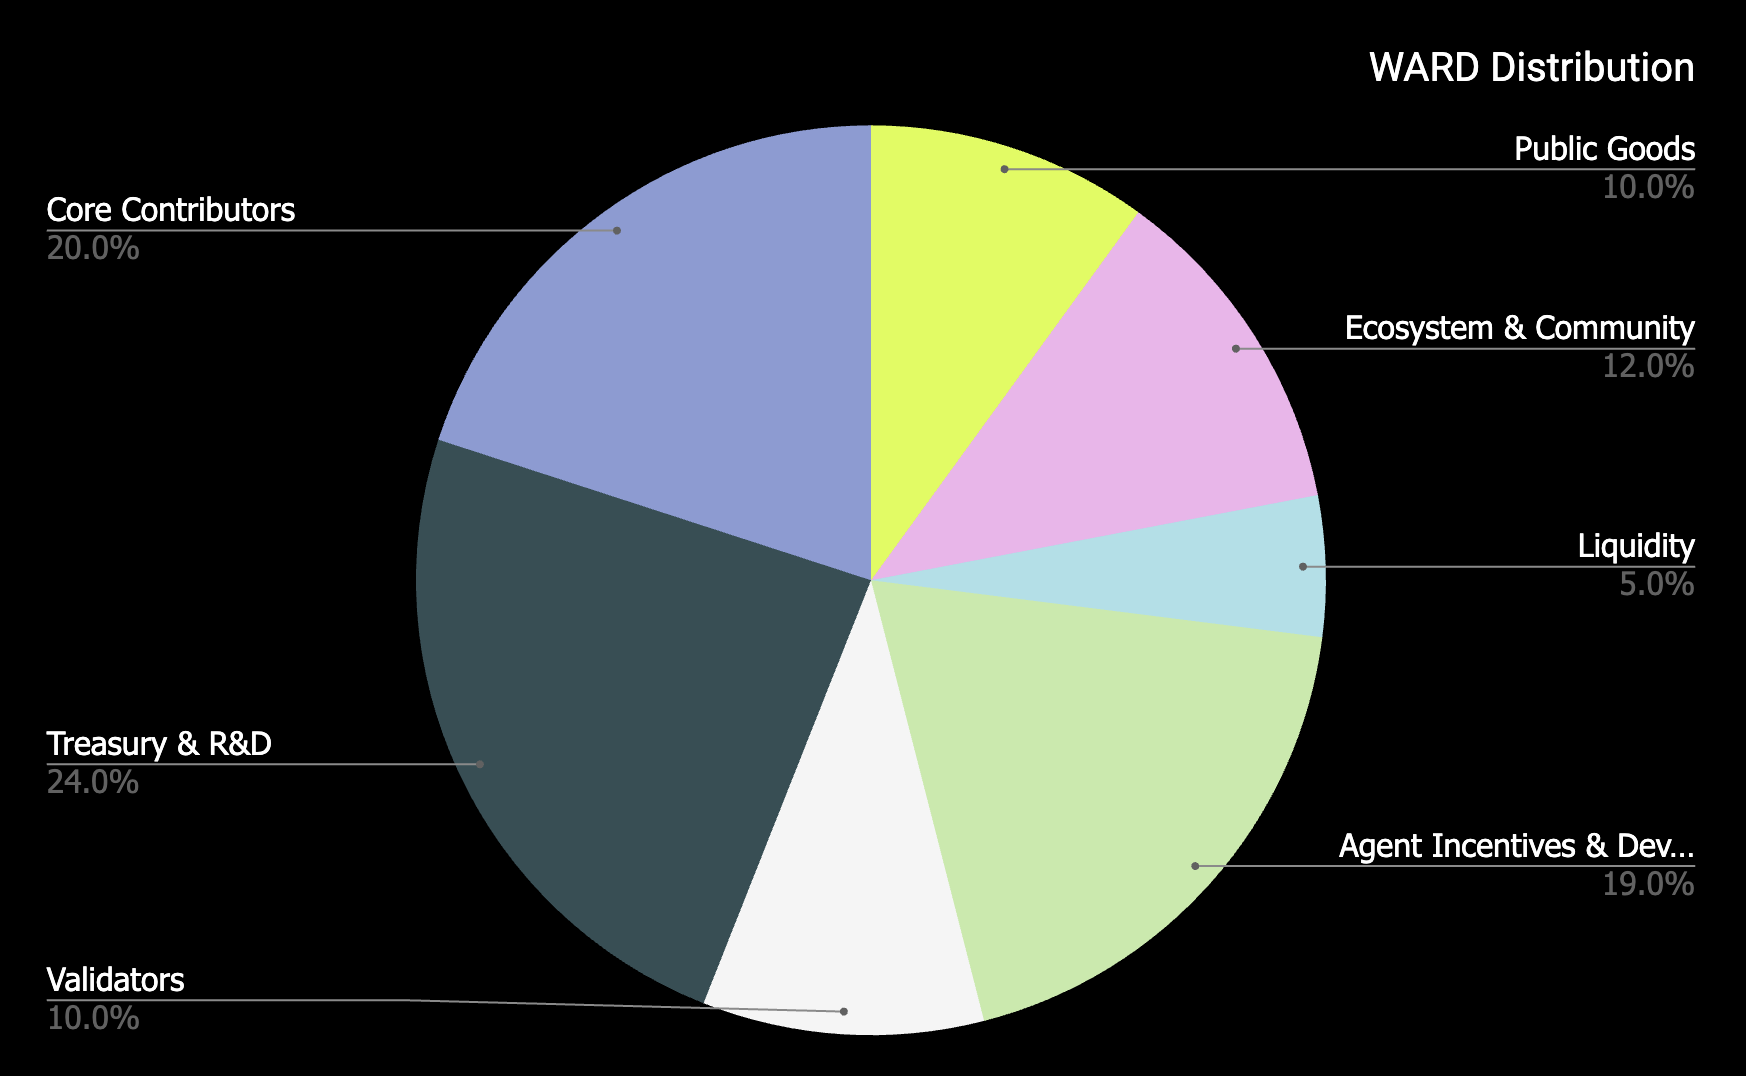 WARD Distribution
Public Goods
10.0%
Core Contributors
20.0%
Ecosystem & Community
12.0%
Liquidity
5.0%
Treasury & R&D
24.0%
Agent Incentives & Dev...
19.0%
Validators
10.0%